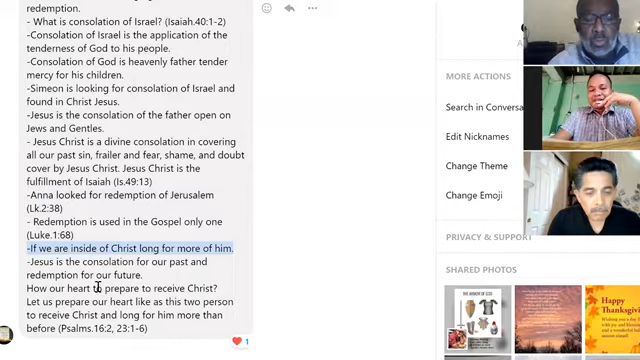 redemption.
- What is consolation of Israel? (Isaiah.40:1-2)
-Consolation of Israel is the application of the
tenderness of God to his people.
-Consolation of God is heavenly father tender
mercy for his children.
-Simeon is looking for consolation of Israel and
found in Christ Jesus.
-Jesus is the consolation of the father open on
Jews and Gentles.
- Jesus Christ is a divine consolation in covering
all our past sin, frailer and fear, shame, and doubt
cover by Jesus Christ. Jesus Christ is the
fulfillment of Isaiah (Is.49:13)
-Anna looked for redemption of Jerusalem
(Lk.2:38)
- Redemption is used in the Gospel only one
(Luke.1:68)
-If we are inside of Christ long for more of him.
-Jesus is the consolation for our past and
redemption for our future.
How our heart to prepare to receive Christ?
Let us prepare our heart like as this two person
to receive Christ and long for him more than
before (Psalms.16:2, 23:1-6)
1
MORE ACTIONS
Search in Conversa
Edit Nicknames
Change Theme
Change Emoji
PRIVACY & SUPPORT
SHARED PHOTOS
THE ARMOR OF GOD
Happy
Thanksgiving